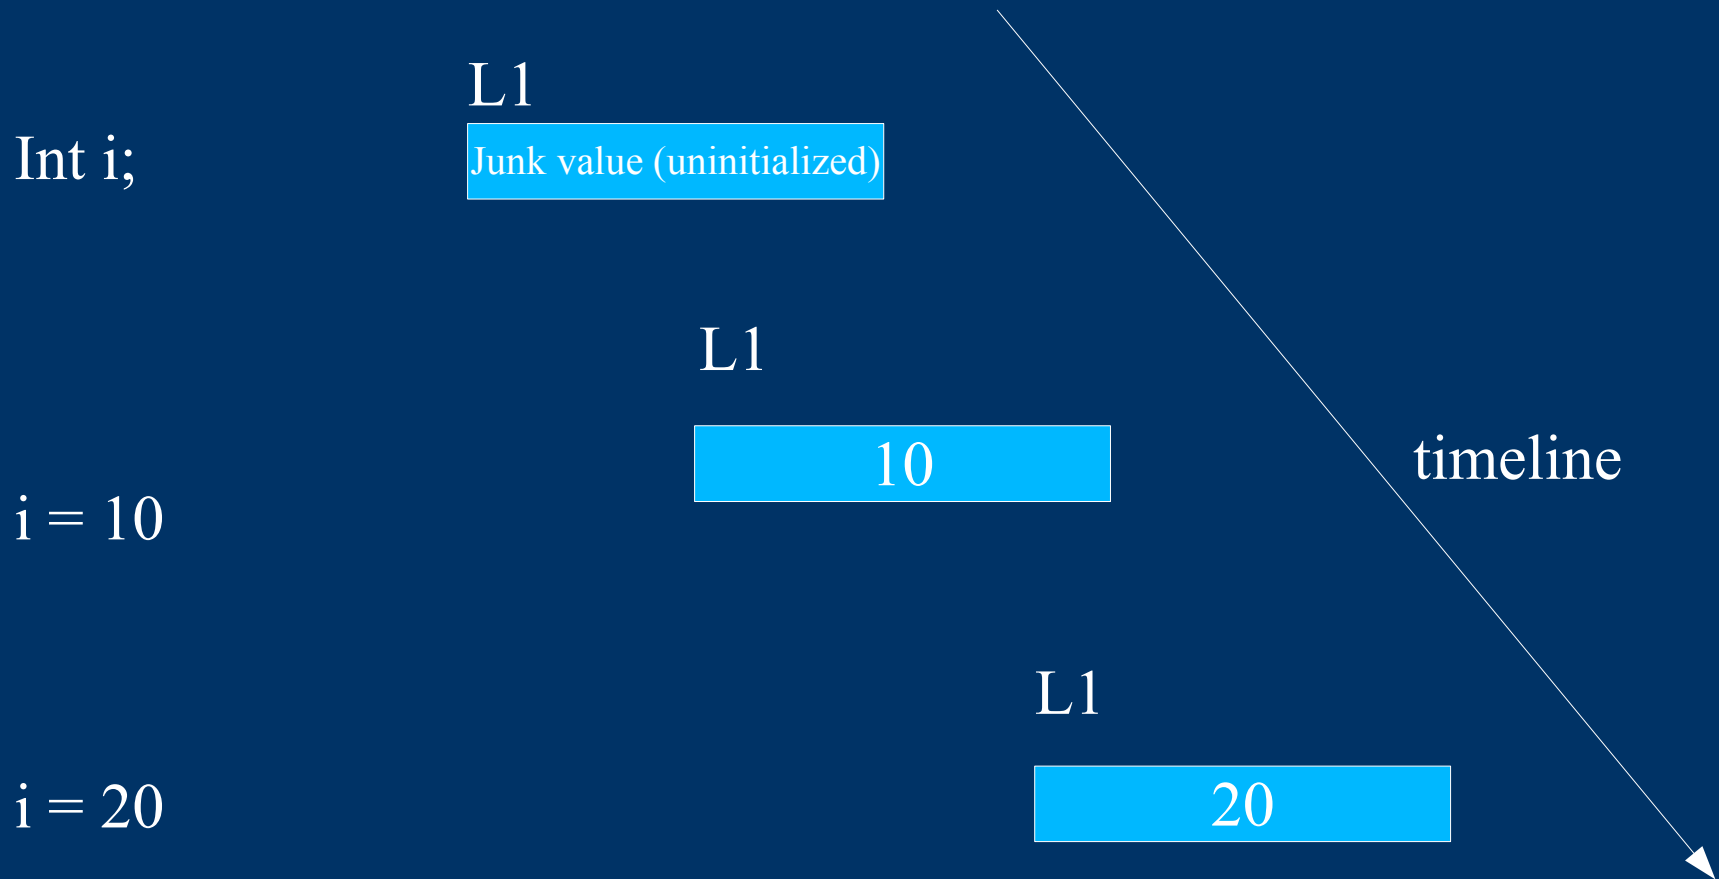 L1
Int i;
Junk value (uninitialized)
L1
10
timeline
i = 10
L1
20
i = 20